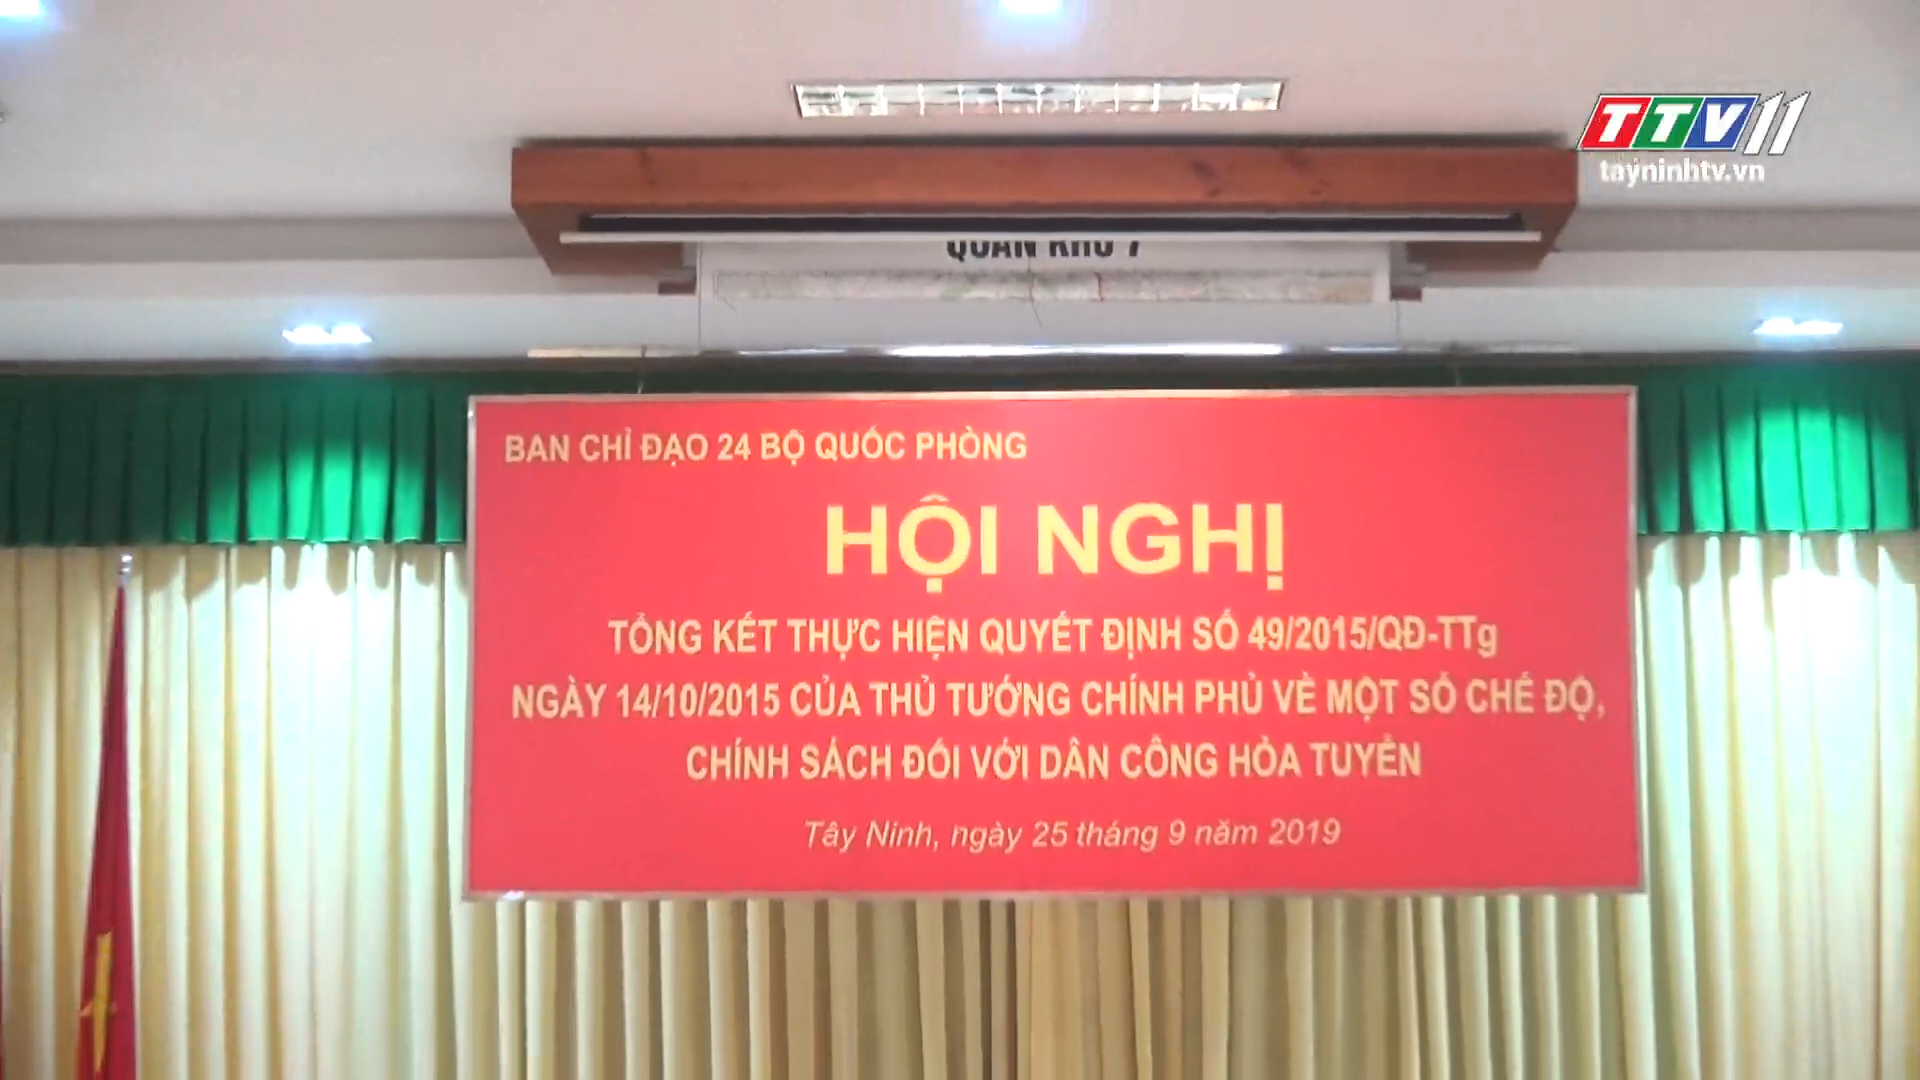 TTV11
tayninhtv.vn
QUÂN KHU 7
BAN CHỈ ĐẠO 24 BỘ QUỐC PHÒNG
HỘI NGHỊ
TỔNG KẾT THỰC HIỆN QUYẾT ĐỊNH SỐ 49/2015/QĐ-TTg
NGÀY 14/10/2015 CỦA THỦ TƯỚNG CHÍNH PHỦ VỀ MỘT SỐ CHẾ ĐỘ,
CHÍNH SÁCH ĐỐI VỚI DÂN CÔNG HỎA TUYẾN
Tây Ninh, ngày 25 tháng 9 năm 2019